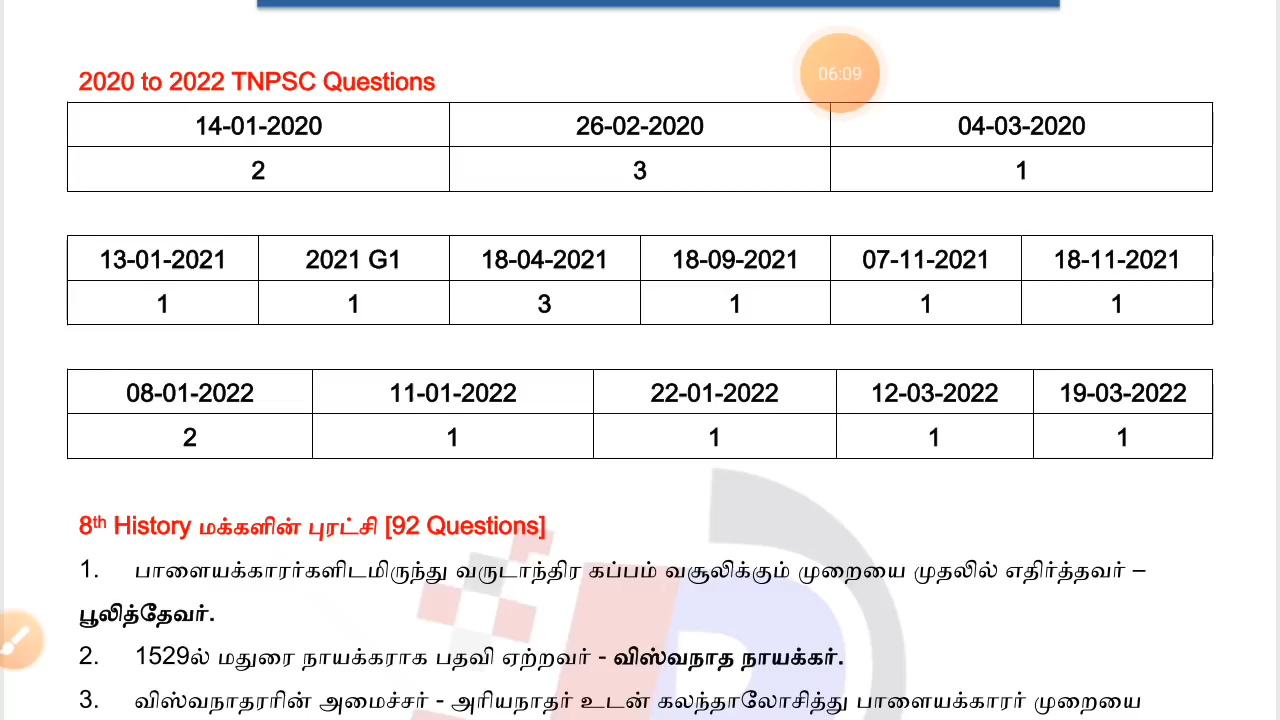 2020 to 2022 TNPSC Questions
06:09
14-01-2020 26-02-2020 04-03-2020
2 3 1
13-01-2021 2021 G1 18-04-2021 18-09-2021 07-11-2021 18-11-2021
1 1 3 1 1 1
08-01-2022 11-01-2022 22-01-2022 12-03-2022 19-03-2022
2 1 1 1 1
8th History மக்களின் புரட்சி [92 Questions]
1. பாளையக்காரர்களிடமிருந்து வருடாந்திர கப்பம் வசூலிக்கும் முறையை முதலில் எதிர்த்தவர் –
பூலித்தேவர்.
2. 1529ல் மதுரை நாயக்கராக பதவி ஏற்றவர் - விஸ்வநாத நாயக்கர்.
3. விஸ்வநாதரரின் அமைச்சர் - அரியநாதர் உடன் கலந்தாலோசித்து பாளையக்காரர் முறையை